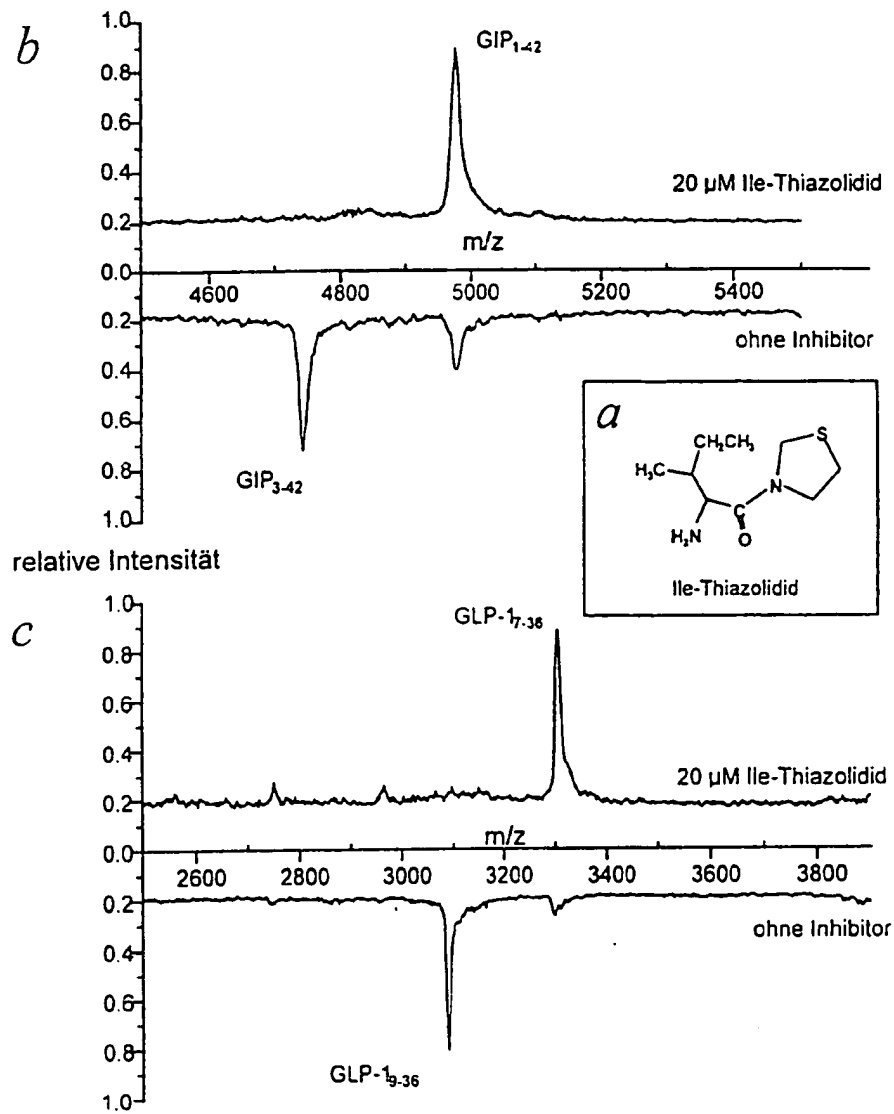 b
1.0
0.8
0.6
0.4
0.2
0.0
GIP1-42
20 µM Ile-Thiazolidid
m/z
4600 4800 5000 5200 5400
0.2
0.4
0.6
0.8
1.0
ohne Inhibitor
GIP3-42
a
CH₂CH₃
H₃C
S
N
C
H₂N
O
Ile-Thiazolidid
relative Intensität
c
1.0
0.8
0.6
0.4
0.2
0.0
GLP-17-36
20 µM Ile-Thiazolidid
m/z
2600 2800 3000 3200 3400 3600 3800
0.2
0.4
0.6
0.8
1.0
ohne Inhibitor
GLP-19-36